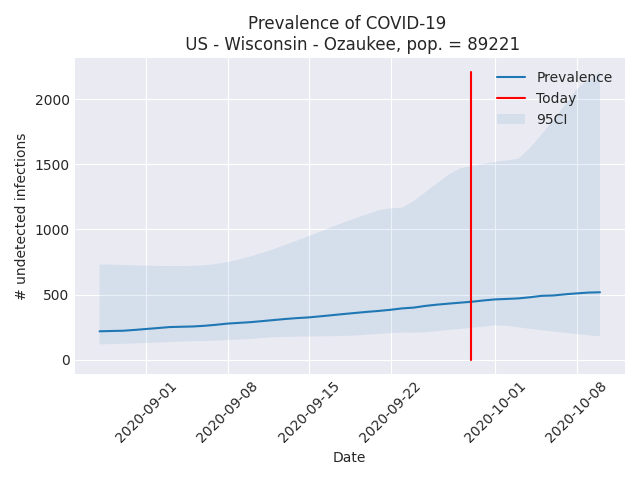 Prevalence of COVID-19
US - Wisconsin - Ozaukee, pop. = 89221
Prevalence
Today
95CI
# undetected infections
2000
1500
1000
500
0
2020-09-01
2020-09-08
2020-09-15
2020-09-22
2020-10-01
2020-10-08
Date